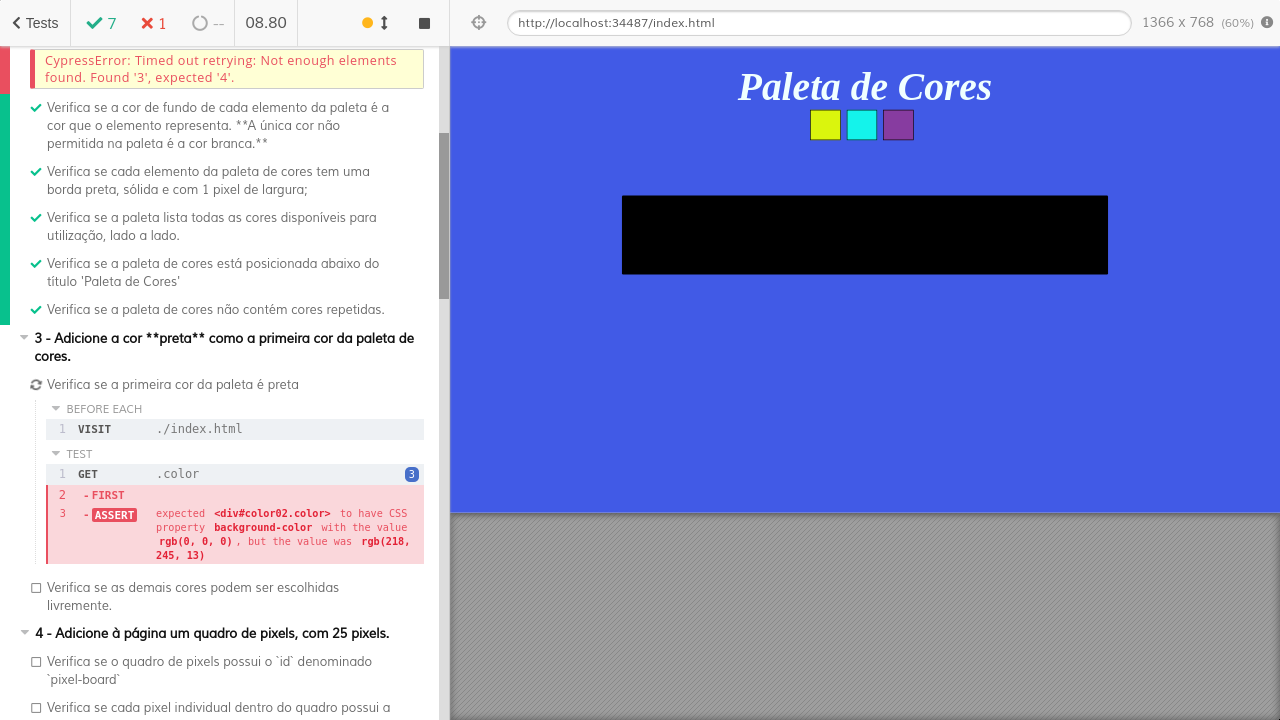 Tests
7
1
--
08.80
http://localhost:34487/index.html
1366 x 768 (60%)
CypressError: Timed out retrying: Not enough elements
found. Found '3', expected '4'.
Verifica se a cor de fundo de cada elemento da paleta é a
cor que o elemento representa. **A única cor não
permitida na paleta é a cor branca.**
Verifica se cada elemento da paleta de cores tem uma
borda preta, sólida e com 1 pixel de largura;
Verifica se a paleta lista todas as cores disponíveis para
utilização, lado a lado.
Verifica se a paleta de cores está posicionada abaixo do
título 'Paleta de Cores'
Verifica se a paleta de cores não contém cores repetidas.
3 - Adicione a cor **preta** como a primeira cor da paleta de
cores.
Verifica se a primeira cor da paleta é preta
BEFORE EACH
1 VISIT ./index.html
TEST
1 GET .color 3
2 - FIRST
3 - ASSERT expected <div#color02.color> to have CSS
property background-color with the value
rgb(0, 0, 0) , but the value was rgb(218,
245, 13)
Verifica se as demais cores podem ser escolhidas
livremente.
4 - Adicione à página um quadro de pixels, com 25 pixels.
Verifica se o quadro de pixels possui o `id` denominado
`pixel-board`
Verifica se cada pixel individual dentro do quadro possui a
Paleta de Cores